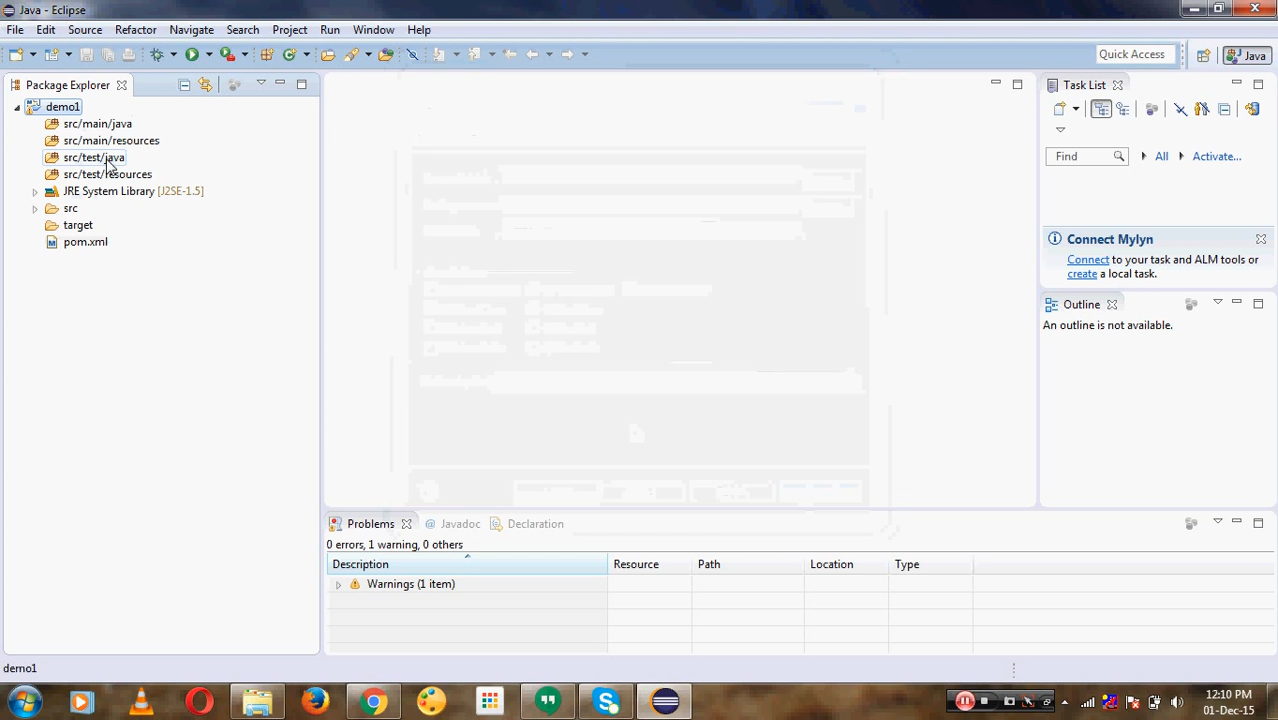 Java - Eclipse
File Edit Source Refactor Navigate Search Project Run Window Help
Quick Access
Java
Package Explorer
demo1
src/main/java
src/main/resources
src/test/java
src/test/resources
JRE System Library [J2SE-1.5]
src
target
pom.xml
Task List
Find
All
Activate...
Connect Mylyn
Connect to your task and ALM tools or
create a local task.
Outline
An outline is not available.
Problems @ Javadoc Declaration
0 errors, 1 warning, 0 others
Description Resource Path Location Type
Warnings (1 item)
demo1
12:10 PM
01-Dec-15